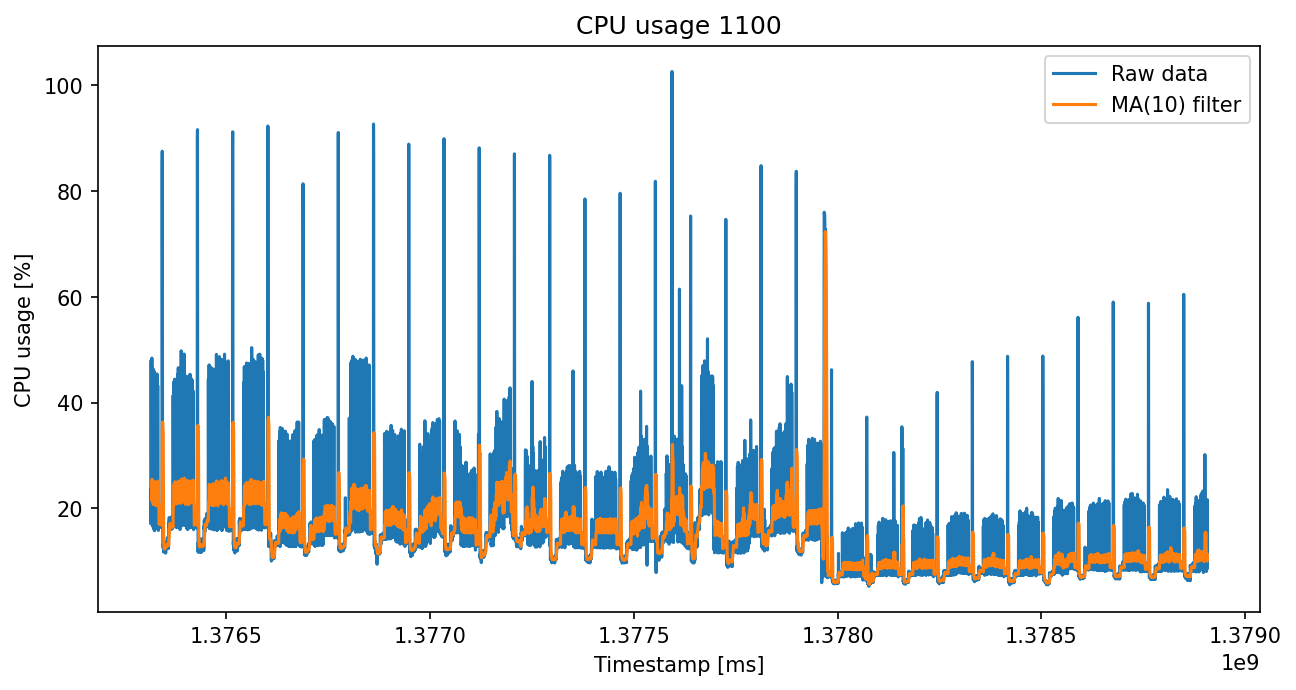 CPU usage 1100
Raw data
MA(10) filter
CPU usage [%]
100
80
60
40
20
1.3765 1.3770 1.3775 1.3780 1.3785 1.3790
1e9
Timestamp [ms]